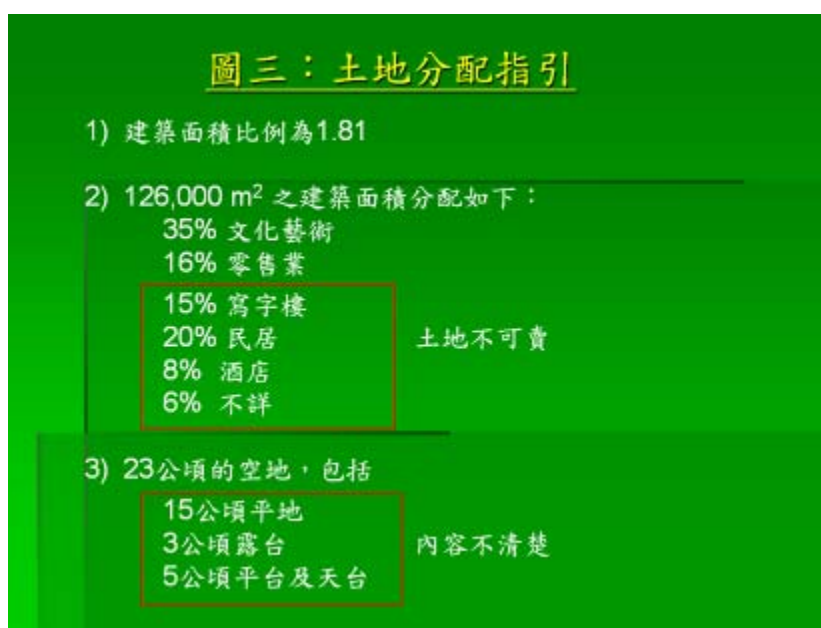 圖三：土地分配指引
1) 建築面積比例為1.81
2) 126,000 m² 之建築面積分配如下：
35% 文化藝術
16% 零售業
15% 寫字樓
20% 民居 土地不可賣
8% 酒店
6% 不詳
3) 23公頃的空地，包括
15公頃平地
3公頃露台 內容不清楚
5公頃平台及天台